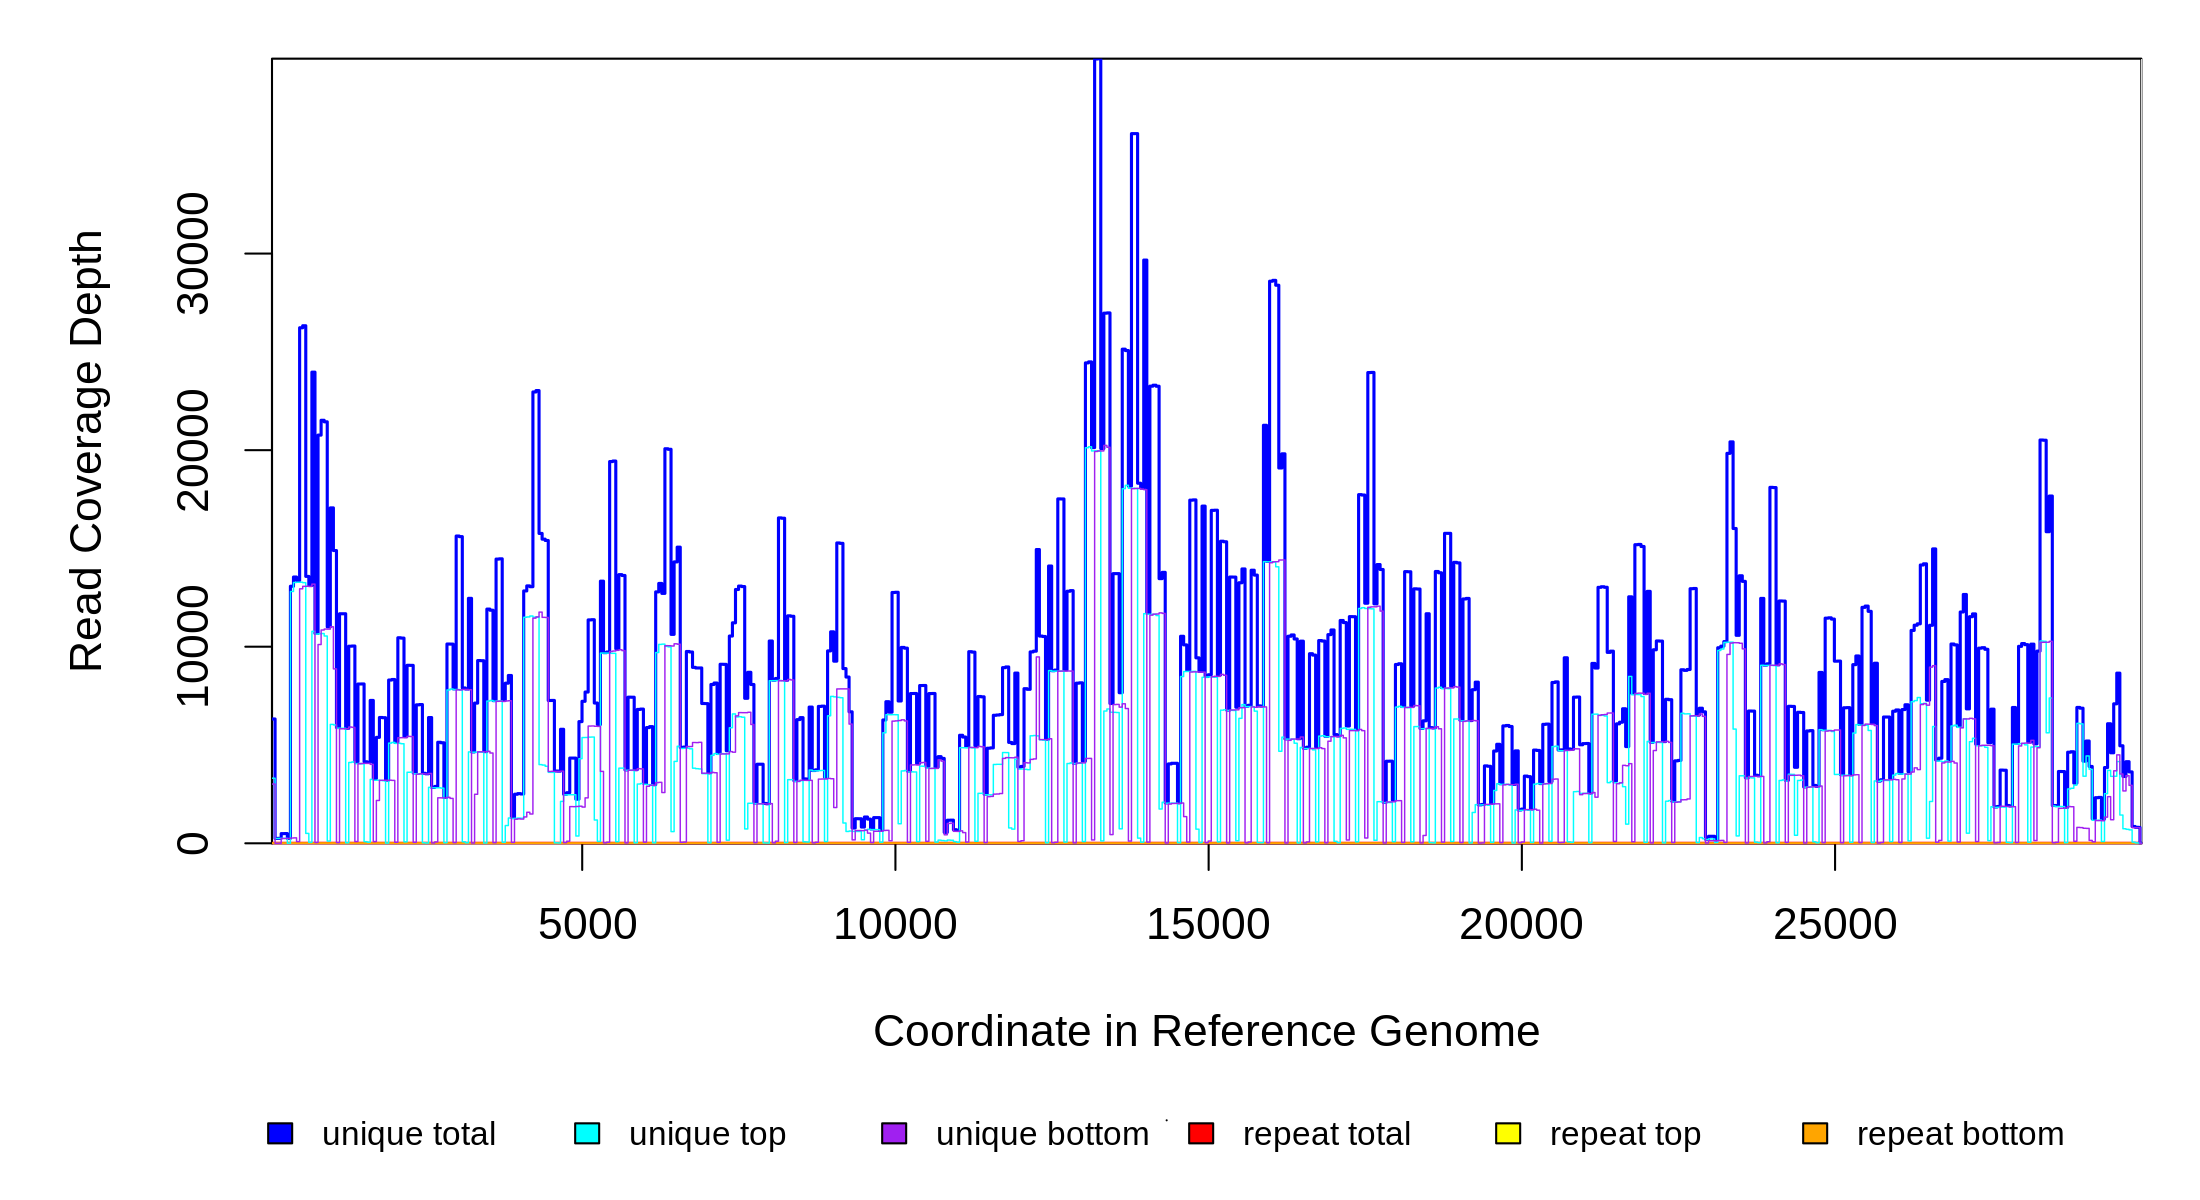 Read Coverage Depth
30000
20000
10000
0
5000 10000 15000 20000 25000
Coordinate in Reference Genome
unique total unique top unique bottom repeat total repeat top repeat bottom